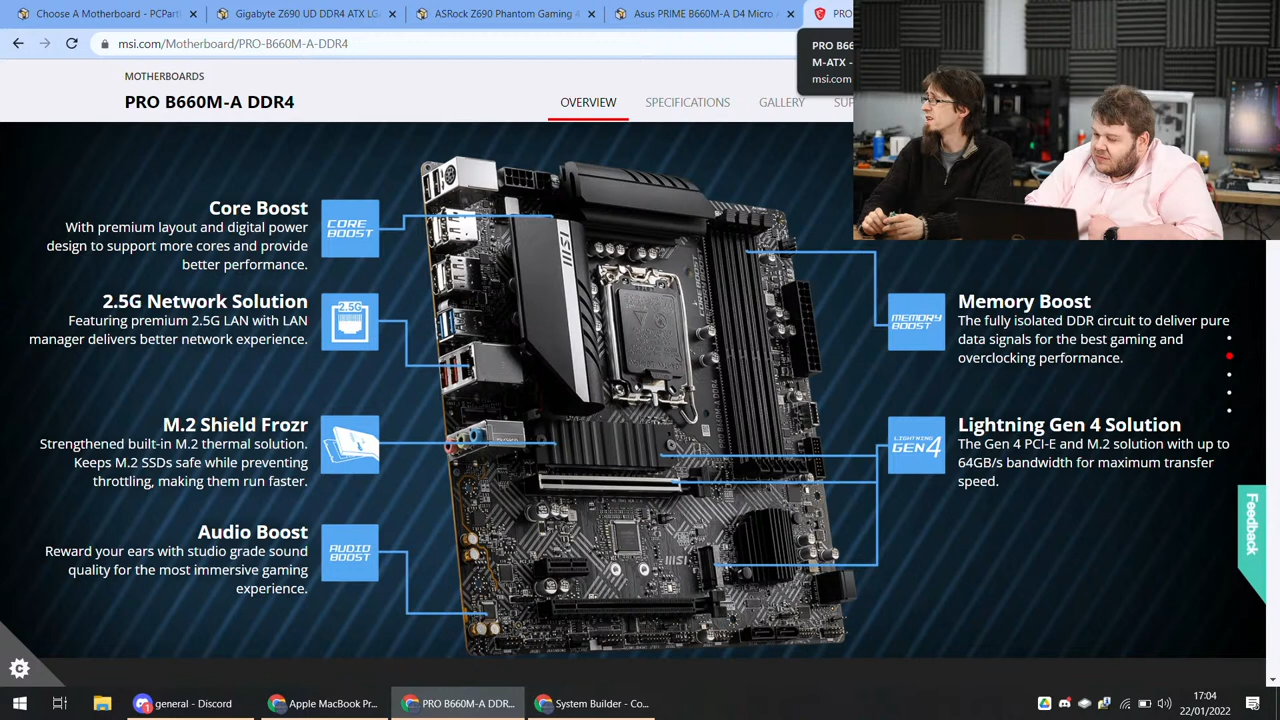 Choose A Motherboard - PCPart
Gigabyte Z690 UD DDR4 ATX LG
ASRock Z690 Phantom Gaming
Asus PRIME B660M-A D4 Micro
PRO
msi.com/Motherboard/PRO-B660M-A-DDR4
PRO B66
M-ATX -
msi.com
MOTHERBOARDS
PRO B660M-A DDR4
OVERVIEW
SPECIFICATIONS
GALLERY
SUP
Core Boost
With premium layout and digital power
design to support more cores and provide
better performance.
CORE
BOOST
2.5G Network Solution
Featuring premium 2.5G LAN with LAN
manager delivers better network experience.
2.5G
M.2 Shield Frozr
Strengthened built-in M.2 thermal solution.
Keeps M.2 SSDs safe while preventing
throttling, making them run faster.
Audio Boost
Reward your ears with studio grade sound
quality for the most immersive gaming
experience.
AUDIO
BOOST
msi
msi
MEMORY
BOOST
Memory Boost
The fully isolated DDR circuit to deliver pure
data signals for the best gaming and
overclocking performance.
LIGHTNING
GEN4
Lightning Gen 4 Solution
The Gen 4 PCI-E and M.2 solution with up to
64GB/s bandwidth for maximum transfer
speed.
Feedback
general - Discord
Apple MacBook P
PRO B660M-A DDR...
System Builder - Co...
17:04
22/01/2022